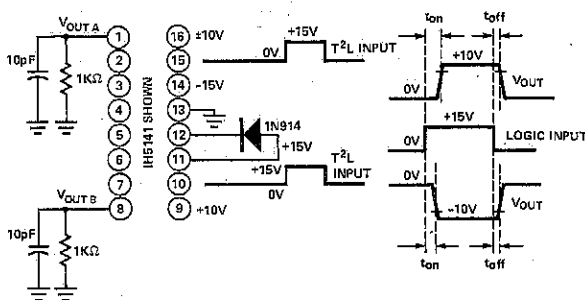 VOUT A
10pF
1KΩ
1
2
3
4
5
6
7
8
IH5141 SHOWN
16 ±10V
15
14 -15V
13
12
11
10
9 +10V
0V
+15V
T²L INPUT
1N914
+15V
+15V
0V
T²L
INPUT
VOUT B
10pF
1KΩ
ton
toff
+10V
0V
VOUT
+15V
LOGIC INPUT
0V
-10V
VOUT
ton
toff